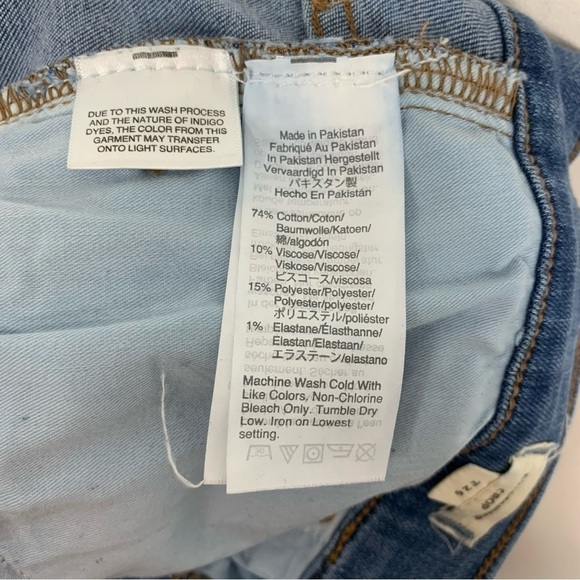 DUE TO THIS WASH PROCESS
AND THE NATURE OF INDIGO
DYES, THE COLOR FROM THIS
GARMENT MAY TRANSFER
ONTO LIGHT SURFACES.
Made in Pakistan
Fabriqué Au Pakistan
In Pakistan Hergestellt
Vervaardigd In Pakistan
パキスタン製
Hecho En Pakistán
74% Cotton/Coton/
Baumwolle/Katoen/
綿/algodón
10% Viscose/Viscose/
Viskose/Viscose/
ビスコース/viscosa
15% Polyester/Polyester/
Polyester/polyester/
ポリエステル/poliéster
1% Elastane/Élasthanne/
Elastan/Elastaan/
エラステーン/elastano
Machine Wash Cold With
Like Colors, Non-Chlorine
Bleach Only. Tumble Dry
Low. Iron on Lowest
setting.
CROP
T26